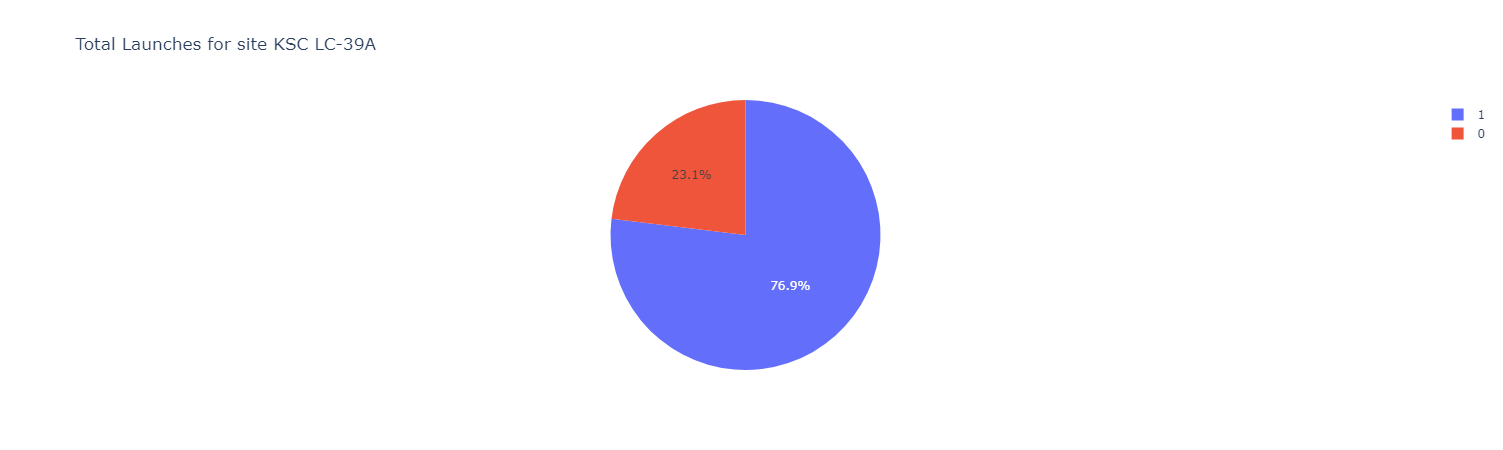 Total Launches for site KSC LC-39A
1
0
23.1%
76.9%